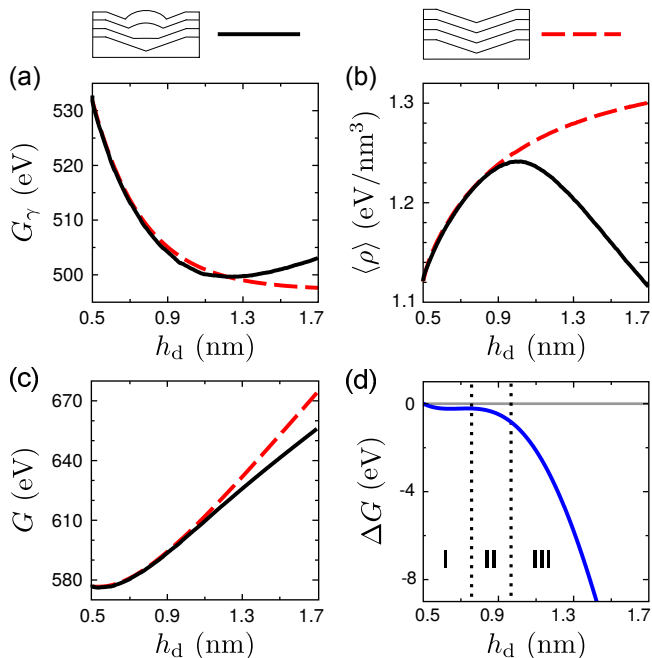 (a)
530
520
510
500
G_γ (eV)
0.5 0.9 1.3 1.7
h_d (nm)
(b)
1.3
1.2
1.1
⟨ρ⟩ (eV/nm³)
0.5 0.9 1.3 1.7
h_d (nm)
(c)
670
640
610
580
G (eV)
0.5 0.9 1.3 1.7
h_d (nm)
(d)
0
-4
-8
ΔG (eV)
I II III
0.5 0.9 1.3 1.7
h_d (nm)